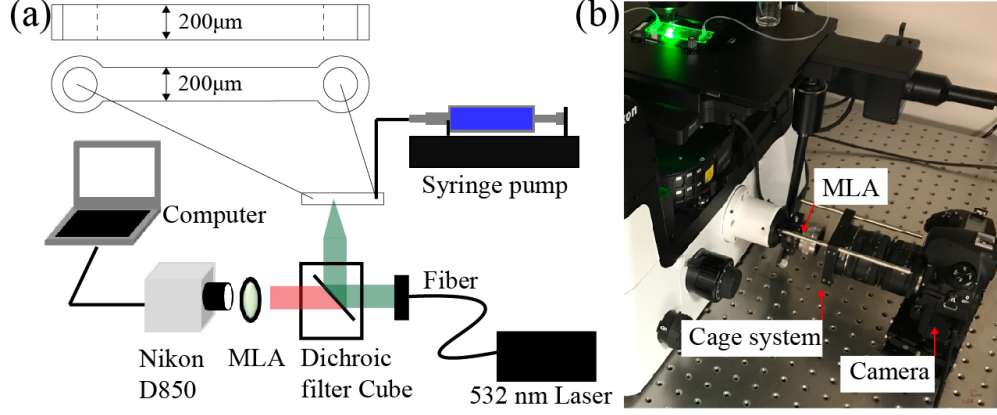 (a)
200μm
200μm
Syringe pump
Computer
Fiber
Nikon
D850
MLA
Dichroic
filter Cube
532 nm Laser
(b)
MLA
Cage system
Camera